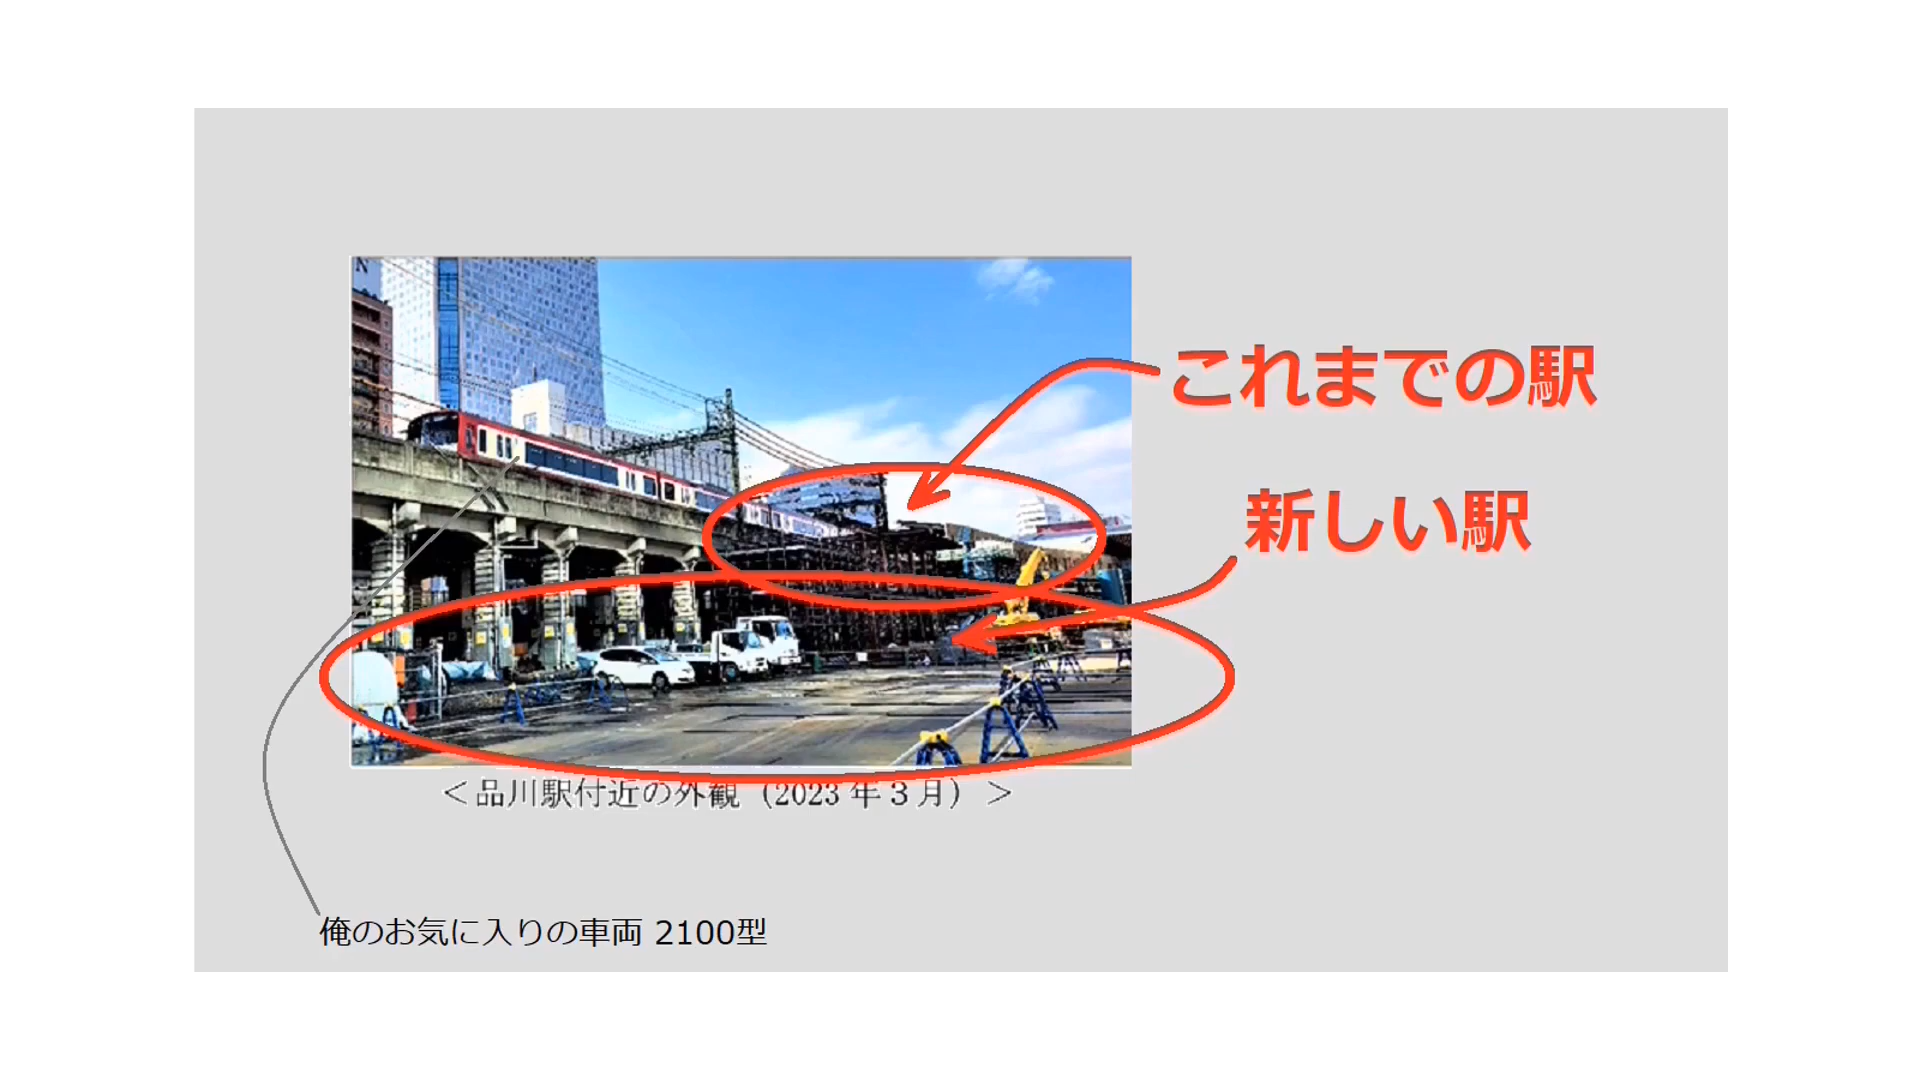 これまでの駅
新しい駅
<品川駅付近の外観（2023年３月）>
俺のお気に入りの車両 2100型